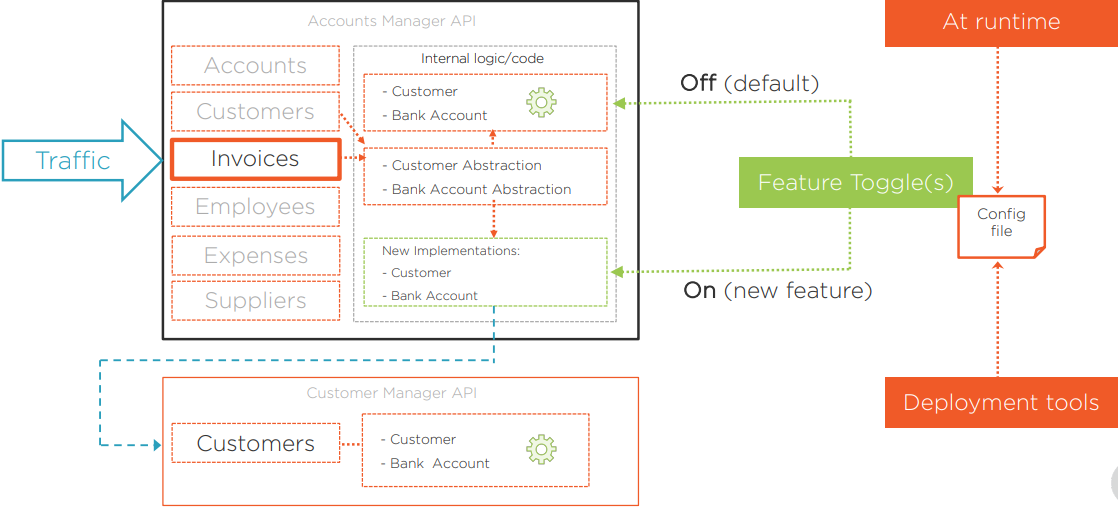 Accounts Manager API
Traffic
Accounts
Customers
Invoices
Employees
Expenses
Suppliers
Internal logic/code
- Customer
- Bank Account
- Customer Abstraction
- Bank Account Abstraction
New Implementations:
- Customer
- Bank Account
Off (default)
Feature Toggle(s)
On (new feature)
At runtime
Config
file
Deployment tools
Customer Manager API
Customers
- Customer
- Bank Account